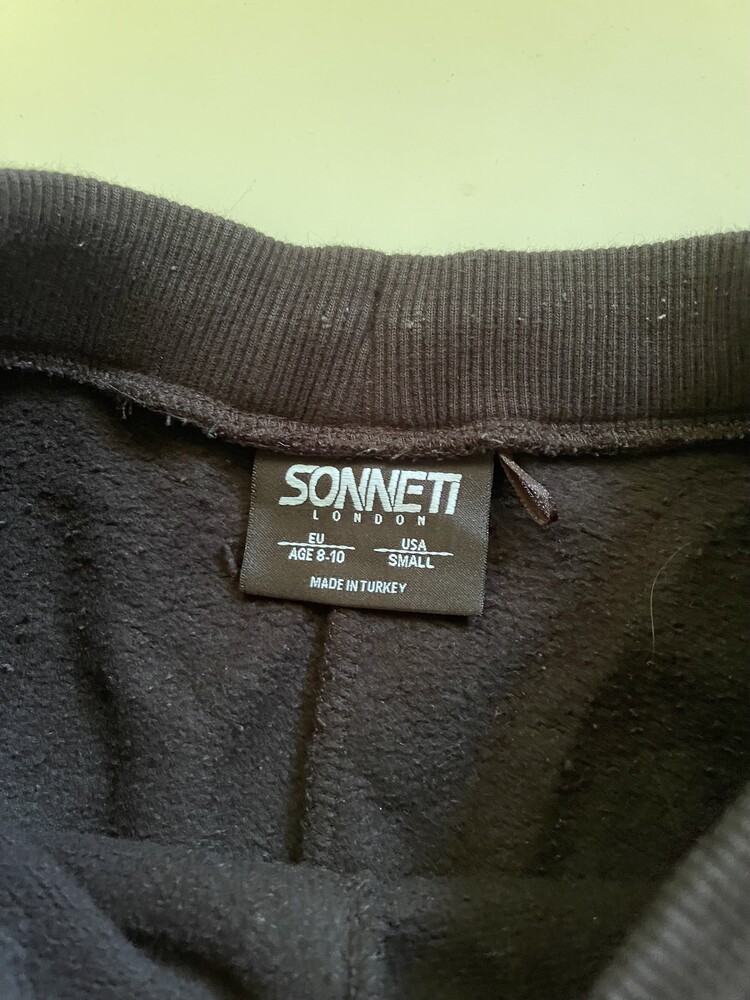 SONNETI
LONDON
EU USA
AGE 8-10 SMALL
MADE IN TURKEY